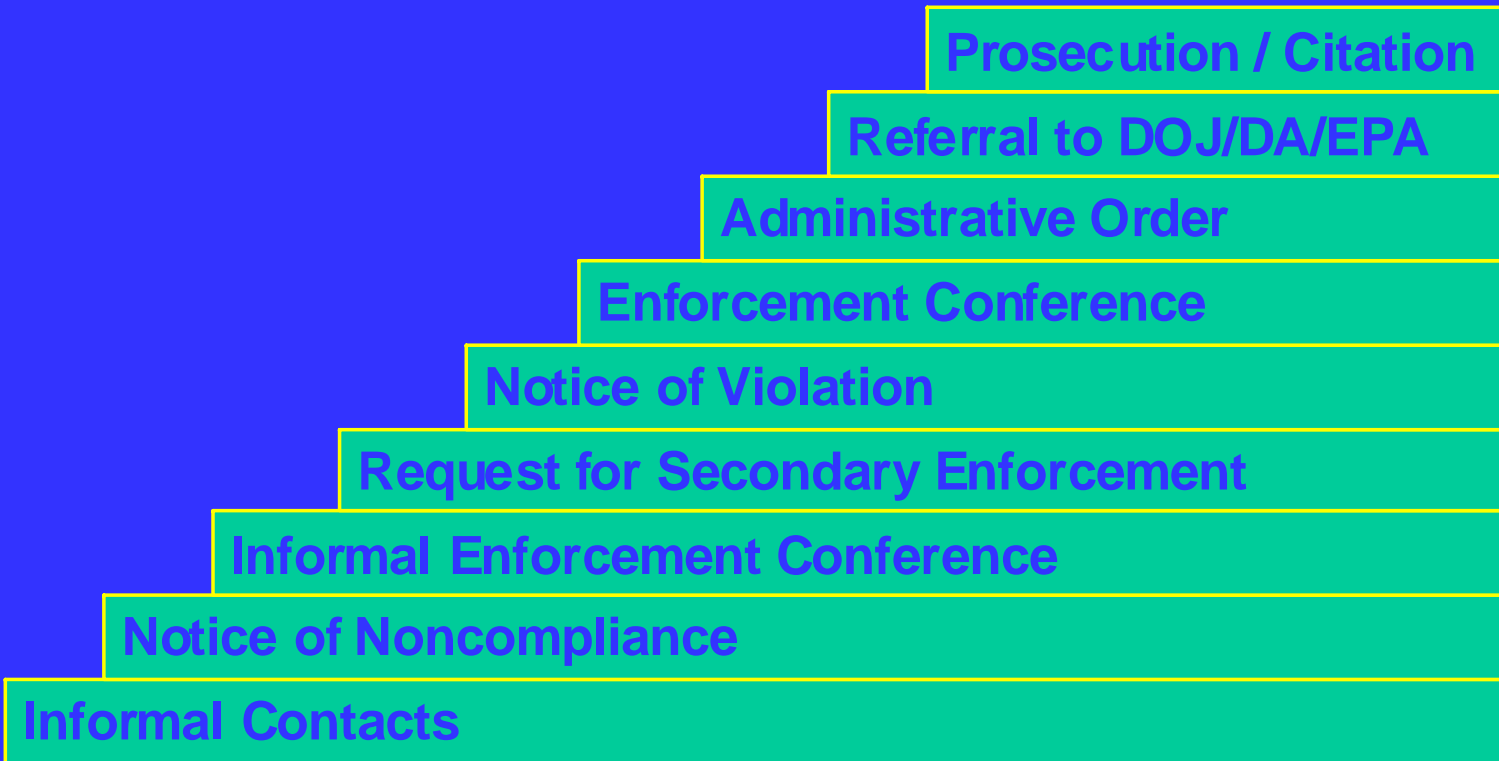 Prosecution / Citation
Referral to DOJ/DA/EPA
Administrative Order
Enforcement Conference
Notice of Violation
Request for Secondary Enforcement
Informal Enforcement Conference
Notice of Noncompliance
Informal Contacts